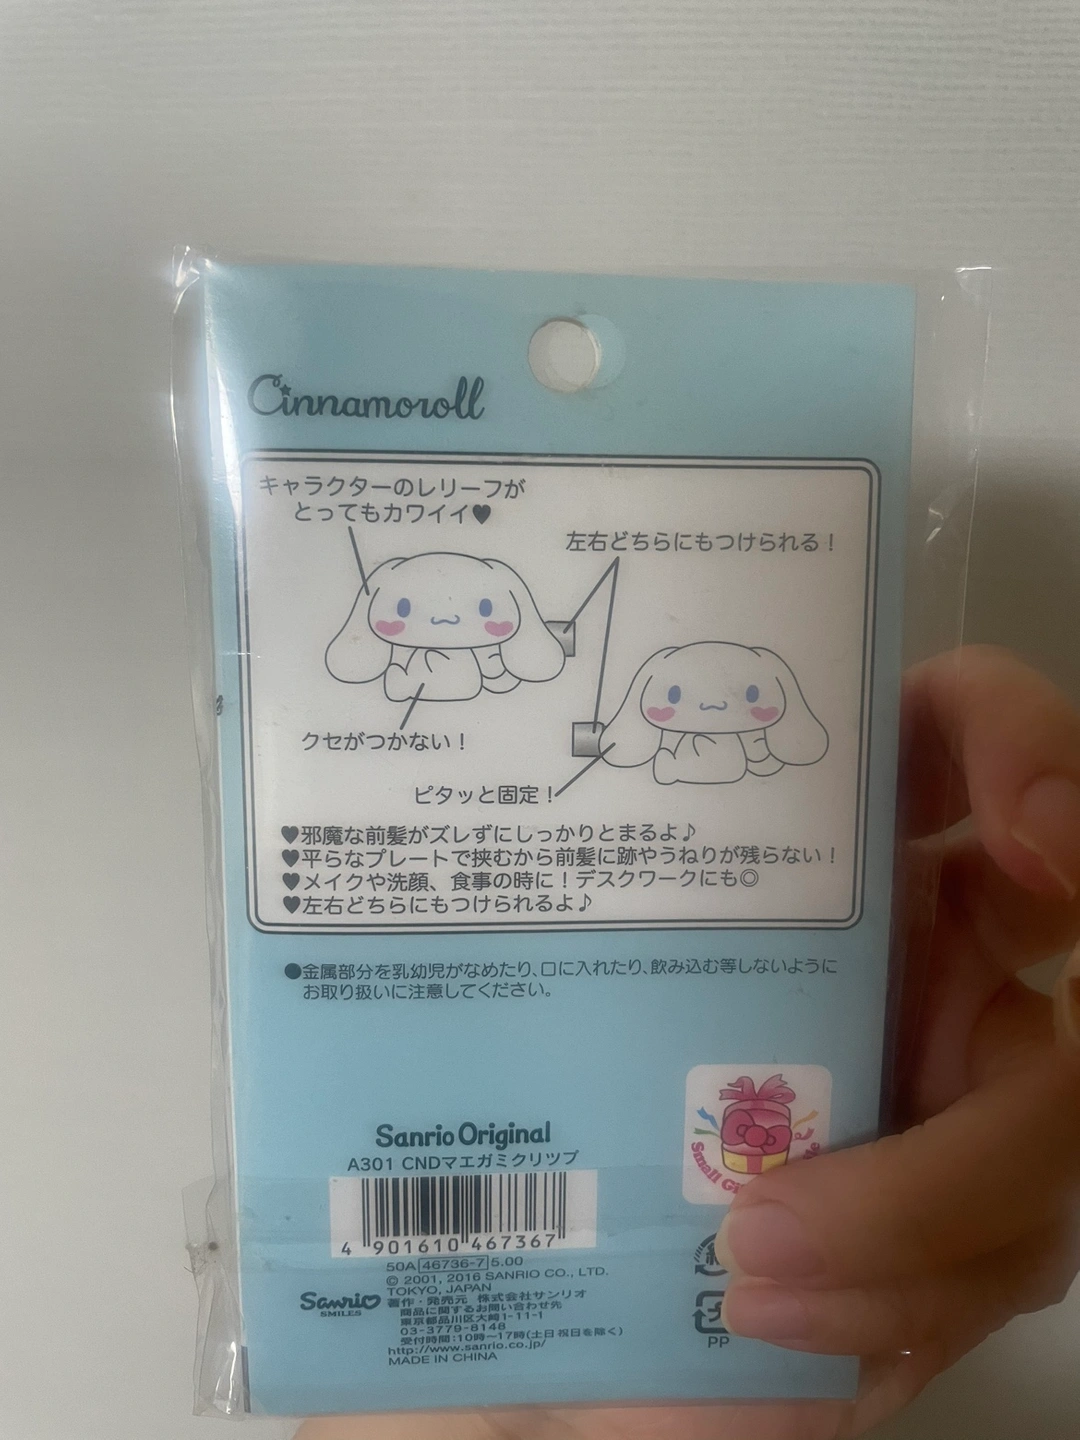 Cinnamoroll
キャラクターのレリーフが
とってもカワイイ♥
左右どちらにもつけられる！
クセがつかない！
ピタッと固定！
♥邪魔な前髪がズレずにしっかりとまるよ♪
♥平らなプレートで挟むから前髪に跡やうねりが残らない！
♥メイクや洗顔、食事の時に！デスクワークにも◎
♥左右どちらにもつけられるよ♪
●金属部分を乳幼児がなめたり、口に入れたり、飲み込む等しないように
お取り扱いに注意してください。
Sanrio Original
A301 CNDマエガミクリツプ
4 901610 467367
50A 46736-7 5.00
© 2001, 2016 SANRIO CO., LTD.
TOKYO, JAPAN
著作・発売元 株式会社サンリオ
商品に関するお問い合わせ先
東京都品川区大崎1-11-1
03-3779-8148
受付時間:10時〜17時(土日祝日を除く)
http://www.sanrio.co.jp/
MADE IN CHINA
Sanrio
SMILES
Small
紙
PP